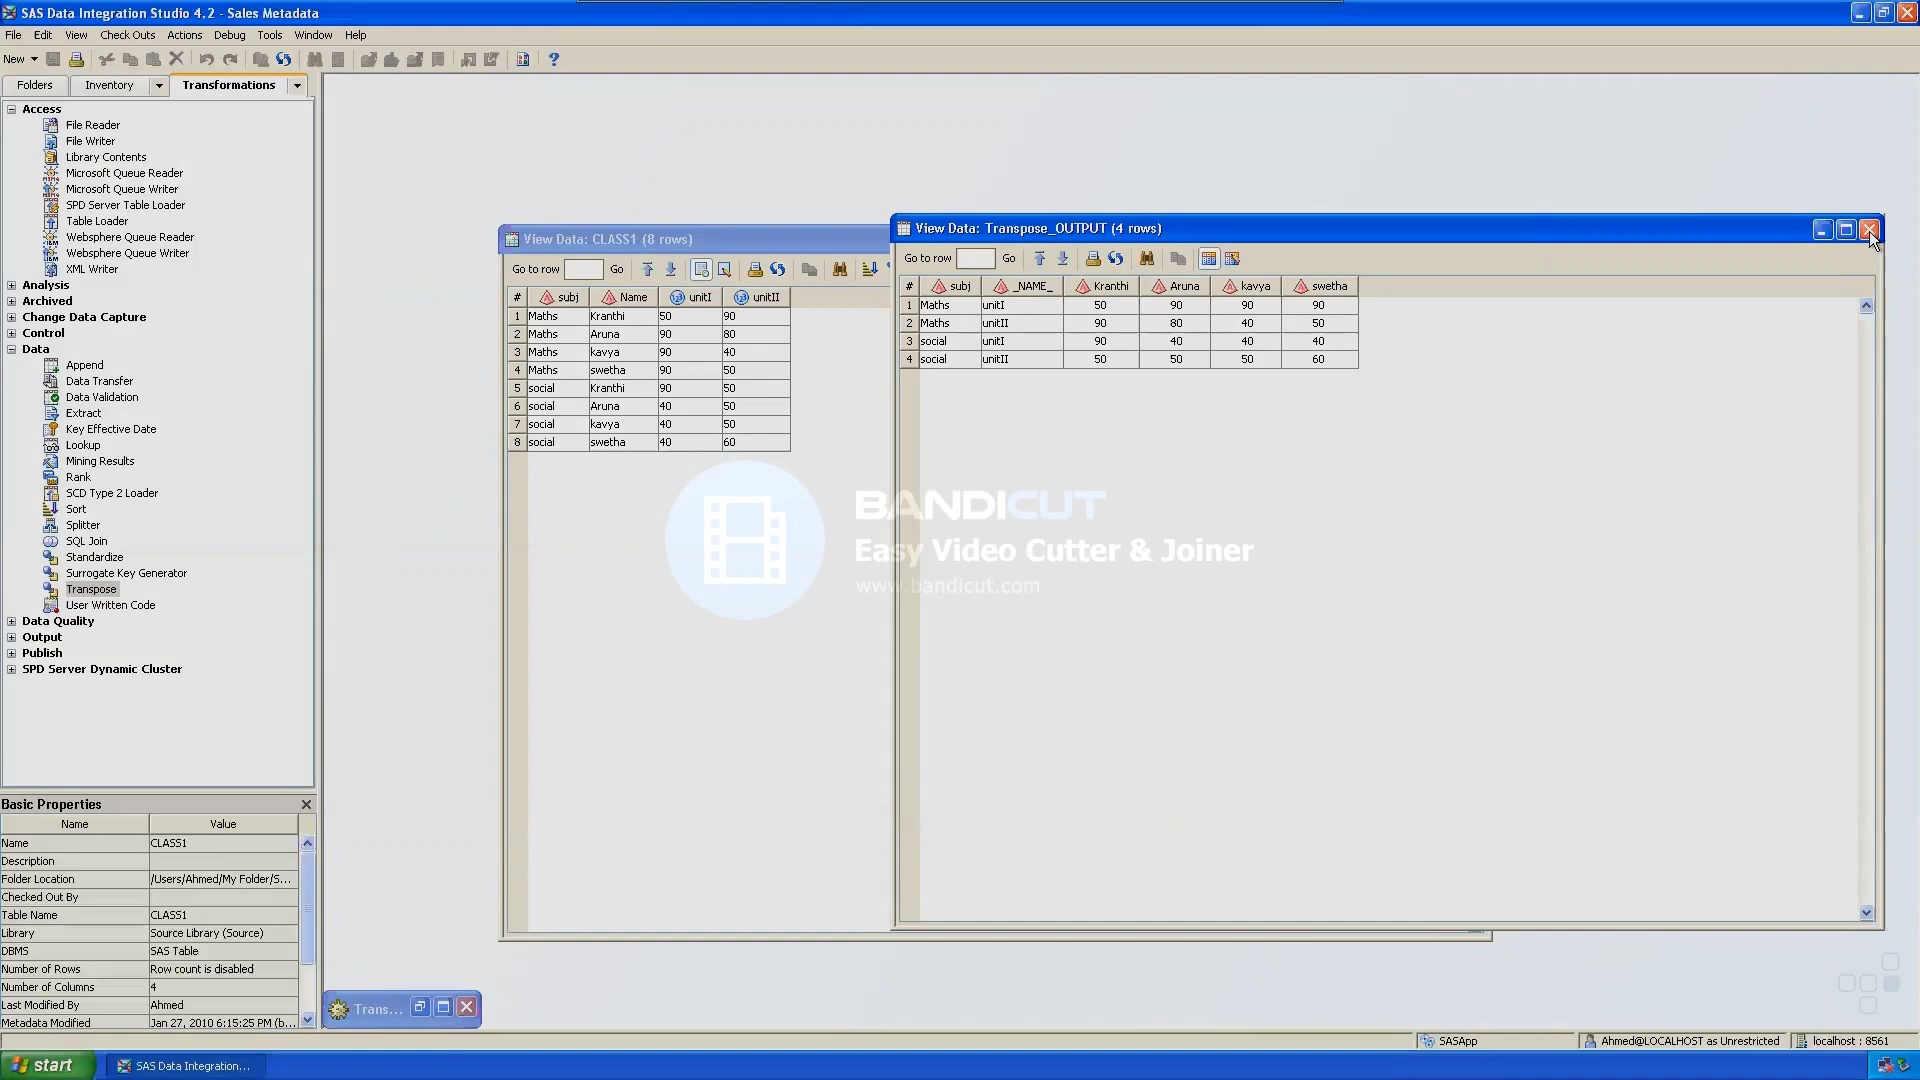 SAS Data Integration Studio 4.2 - Sales Metadata
File Edit View Check Outs Actions Debug Tools Window Help
New
Folders Inventory Transformations
Access
File Reader
File Writer
Library Contents
Microsoft Queue Reader
Microsoft Queue Writer
SPD Server Table Loader
Table Loader
Websphere Queue Reader
Websphere Queue Writer
XML Writer
Analysis
Archived
Change Data Capture
Control
Data
Append
Data Transfer
Data Validation
Extract
Key Effective Date
Lookup
Mining Results
Rank
SCD Type 2 Loader
Sort
Splitter
SQL Join
Standardize
Surrogate Key Generator
Transpose
User Written Code
Data Quality
Output
Publish
SPD Server Dynamic Cluster
Basic Properties
Name Value
Name CLASS1
Description
Folder Location /Users/Ahmed/My Folder/S...
Checked Out By
Table Name CLASS1
Library Source Library (Source)
DBMS SAS Table
Number of Rows Row count is disabled
Number of Columns 4
Last Modified By Ahmed
Metadata Modified Jan 27, 2010 6:15:25 PM (b...
View Data: CLASS1 (8 rows)
Go to row Go
# subj Name unitI unitII
1 Maths Kranthi 50 90
2 Maths Aruna 90 80
3 Maths kavya 90 40
4 Maths swetha 90 50
5 social Kranthi 90 50
6 social Aruna 40 50
7 social kavya 40 50
8 social swetha 40 60
View Data: Transpose_OUTPUT (4 rows)
Go to row Go
# subj _NAME_ Kranthi Aruna kavya swetha
1 Maths unitI 50 90 90 90
2 Maths unitII 90 80 40 50
3 social unitI 90 40 40 40
4 social unitII 50 50 50 60
BANDICUT
Easy Video Cutter & Joiner
www.bandicut.com
Trans...
SASApp Ahmed@LOCALHOST as Unrestricted localhost : 8561
start SAS Data Integration...